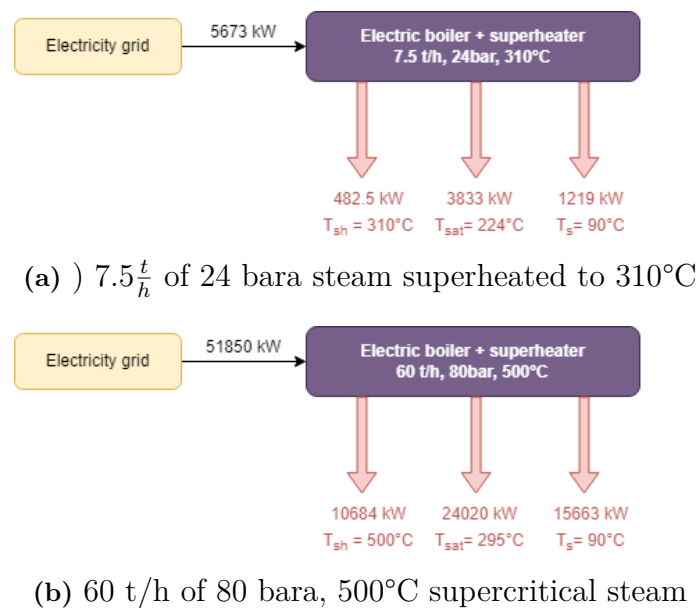 Electricity grid
5673 kW
Electric boiler + superheater
7.5 t/h, 24bar, 310°C
482.5 kW
T_sh = 310°C
3833 kW
T_sat= 224°C
1219 kW
T_s= 90°C
(a) ) 7.5 t/h of 24 bara steam superheated to 310°C
Electricity grid
51850 kW
Electric boiler + superheater
60 t/h, 80bar, 500°C
10684 kW
T_sh = 500°C
24020 kW
T_sat= 295°C
15663 kW
T_s= 90°C
(b) 60 t/h of 80 bara, 500°C supercritical steam